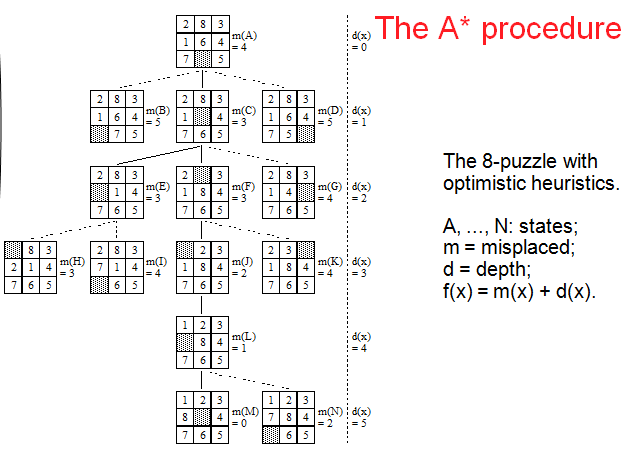 The A* procedure
2 8 3
1 6 4
7 5
m(A)
= 4
d(x)
= 0
2 8 3
1 6 4
7 5
m(B)
= 5
2 8 3
1 4
7 6 5
m(C)
= 3
2 8 3
1 6 4
7 5
m(D)
= 5
d(x)
= 1
2 8 3
1 4
7 6 5
m(E)
= 3
2 3
1 8 4
7 6 5
m(F)
= 3
2 8 3
1 4
7 6 5
m(G)
= 4
d(x)
= 2
8 3
2 1 4
7 6 5
m(H)
= 3
2 8 3
7 1 4
6 5
m(I)
= 4
2 3
1 8 4
7 6 5
m(J)
= 2
2 3
1 8 4
7 6 5
m(K)
= 4
d(x)
= 3
1 2 3
8 4
7 6 5
m(L)
= 1
d(x)
= 4
1 2 3
8 4
7 6 5
m(M)
= 0
1 2 3
7 8 4
6 5
m(N)
= 2
d(x)
= 5
The 8-puzzle with
optimistic heuristics.
A, ..., N: states;
m = misplaced;
d = depth;
f(x) = m(x) + d(x).